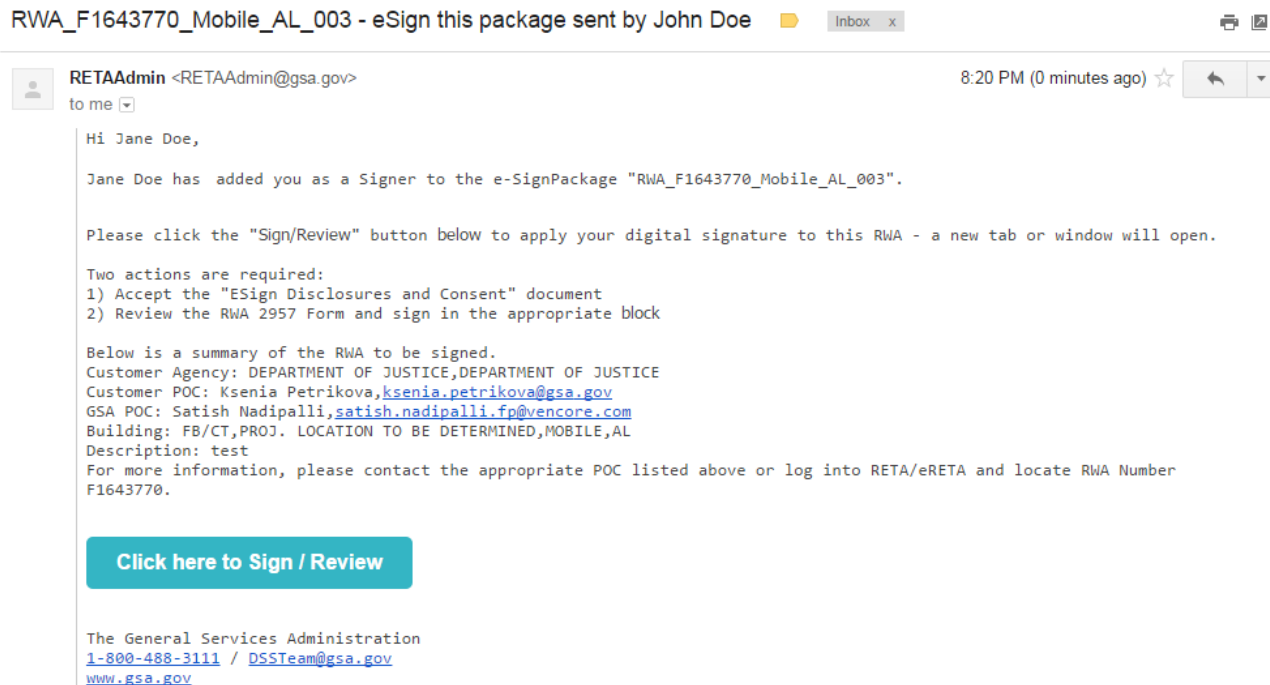 RWA_F1643770_Mobile_AL_003 - eSign this package sent by John Doe Inbox x
RETAAdmin <RETAAdmin@gsa.gov> 8:20 PM (0 minutes ago)
to me
Hi Jane Doe,
Jane Doe has added you as a Signer to the e-SignPackage "RWA_F1643770_Mobile_AL_003".
Please click the "Sign/Review" button below to apply your digital signature to this RWA - a new tab or window will open.
Two actions are required:
1) Accept the "ESign Disclosures and Consent" document
2) Review the RWA 2957 Form and sign in the appropriate block
Below is a summary of the RWA to be signed.
Customer Agency: DEPARTMENT OF JUSTICE,DEPARTMENT OF JUSTICE
Customer POC: Ksenia Petrikova,ksenia.petrikova@gsa.gov
GSA POC: Satish Nadipalli,satish.nadipalli.fp@vencore.com
Building: FB/CT,PROJ. LOCATION TO BE DETERMINED,MOBILE,AL
Description: test
For more information, please contact the appropriate POC listed above or log into RETA/eRETA and locate RWA Number
F1643770.
Click here to Sign / Review
The General Services Administration
1-800-488-3111 / DSSTeam@gsa.gov
www.gsa.gov